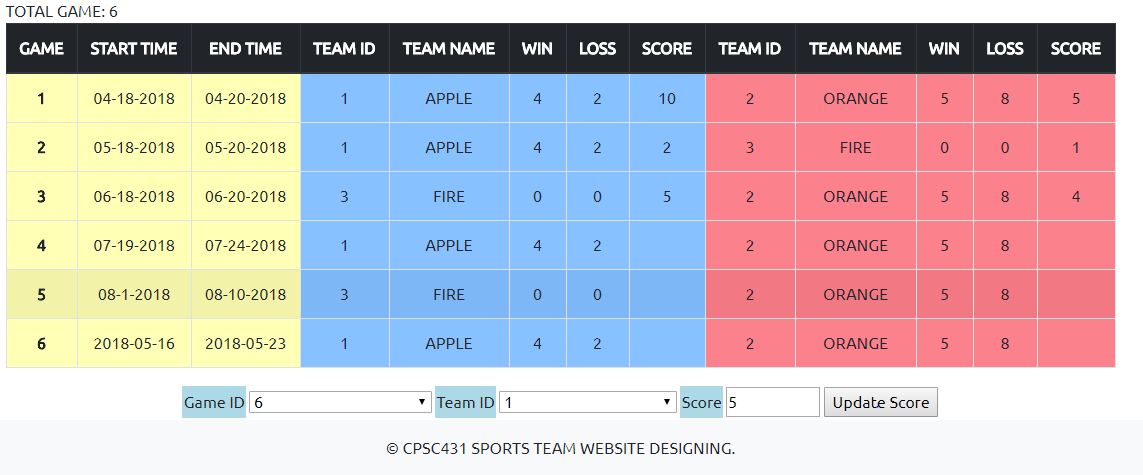 TOTAL GAME: 6
GAME START TIME END TIME TEAM ID TEAM NAME WIN LOSS SCORE TEAM ID TEAM NAME WIN LOSS SCORE
1 04-18-2018 04-20-2018 1 APPLE 4 2 10 2 ORANGE 5 8 5
2 05-18-2018 05-20-2018 1 APPLE 4 2 2 3 FIRE 0 0 1
3 06-18-2018 06-20-2018 3 FIRE 0 0 5 2 ORANGE 5 8 4
4 07-19-2018 07-24-2018 1 APPLE 4 2 2 ORANGE 5 8
5 08-1-2018 08-10-2018 3 FIRE 0 0 2 ORANGE 5 8
6 2018-05-16 2018-05-23 1 APPLE 4 2 2 ORANGE 5 8
Game ID 6 Team ID 1 Score 5 Update Score
© CPSC431 SPORTS TEAM WEBSITE DESIGNING.